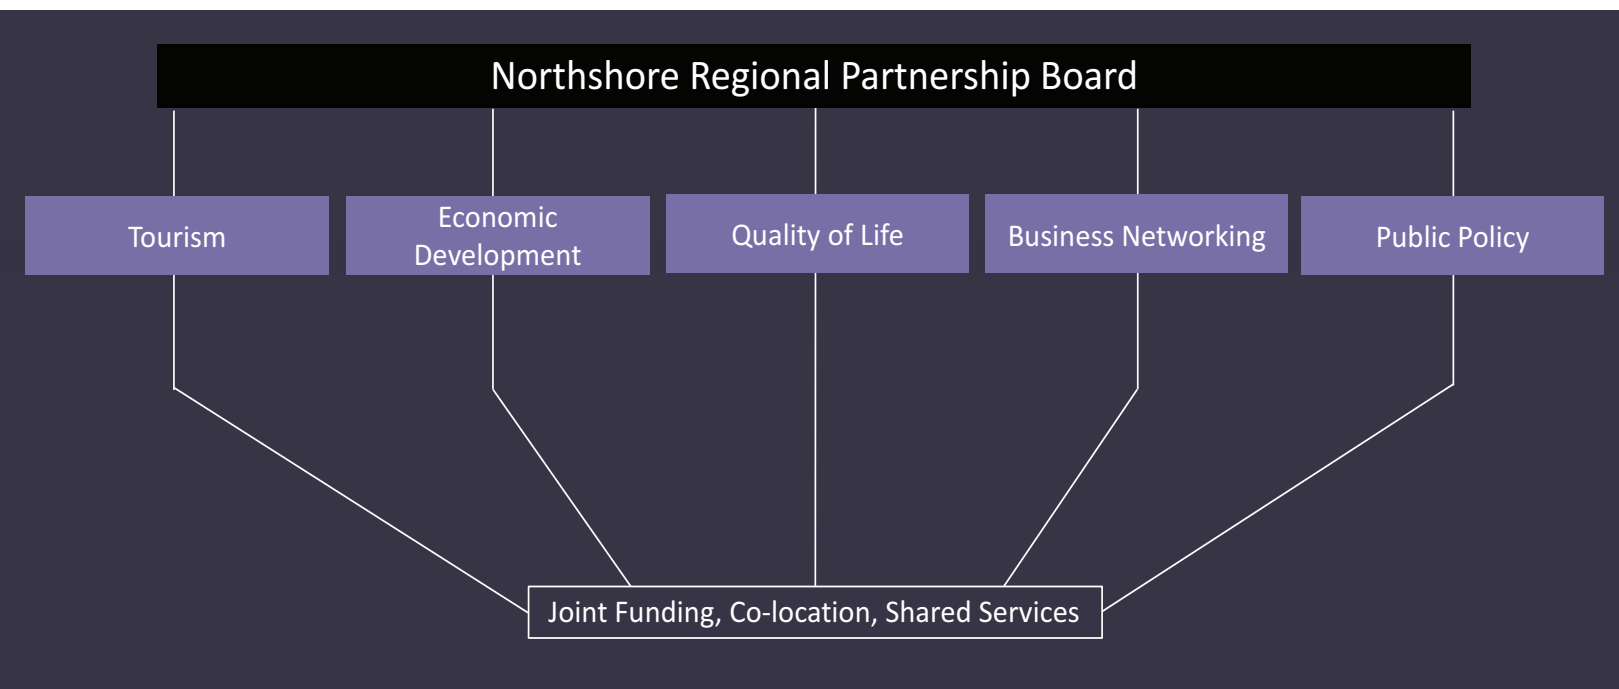 Northshore Regional Partnership Board
Tourism
Economic
Development
Quality of Life
Business Networking
Public Policy
Joint Funding, Co-location, Shared Services